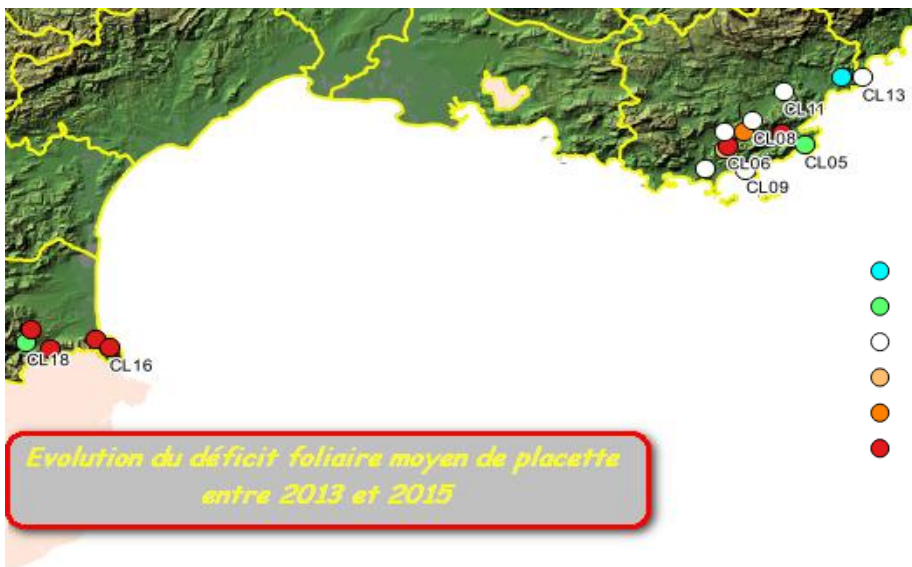 CL13
CL11
CL08
CL06
CL05
CL09
CL18
CL16
Evolution du déficit foliaire moyen de placette
entre 2013 et 2015